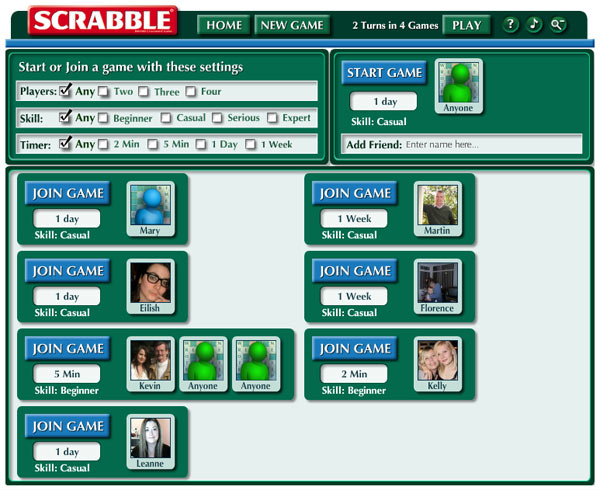 SCRABBLE
HOME NEW GAME 2 Turns in 4 Games PLAY ?
Start or Join a game with these settings
Players: Any Two Three Four
Skill: Any Beginner Casual Serious Expert
Timer: Any 2 Min 5 Min 1 Day 1 Week
START GAME
1 day
Skill: Casual
Anyone
Add Friend: Enter name here...
JOIN GAME
1 day
Skill: Casual
Mary
JOIN GAME
1 Week
Skill: Casual
Martin
JOIN GAME
1 day
Skill: Casual
Eilish
JOIN GAME
1 Week
Skill: Casual
Florence
JOIN GAME
5 Min
Skill: Beginner
Kevin Anyone Anyone
JOIN GAME
2 Min
Skill: Beginner
Kelly
JOIN GAME
1 day
Skill: Casual
Leanne